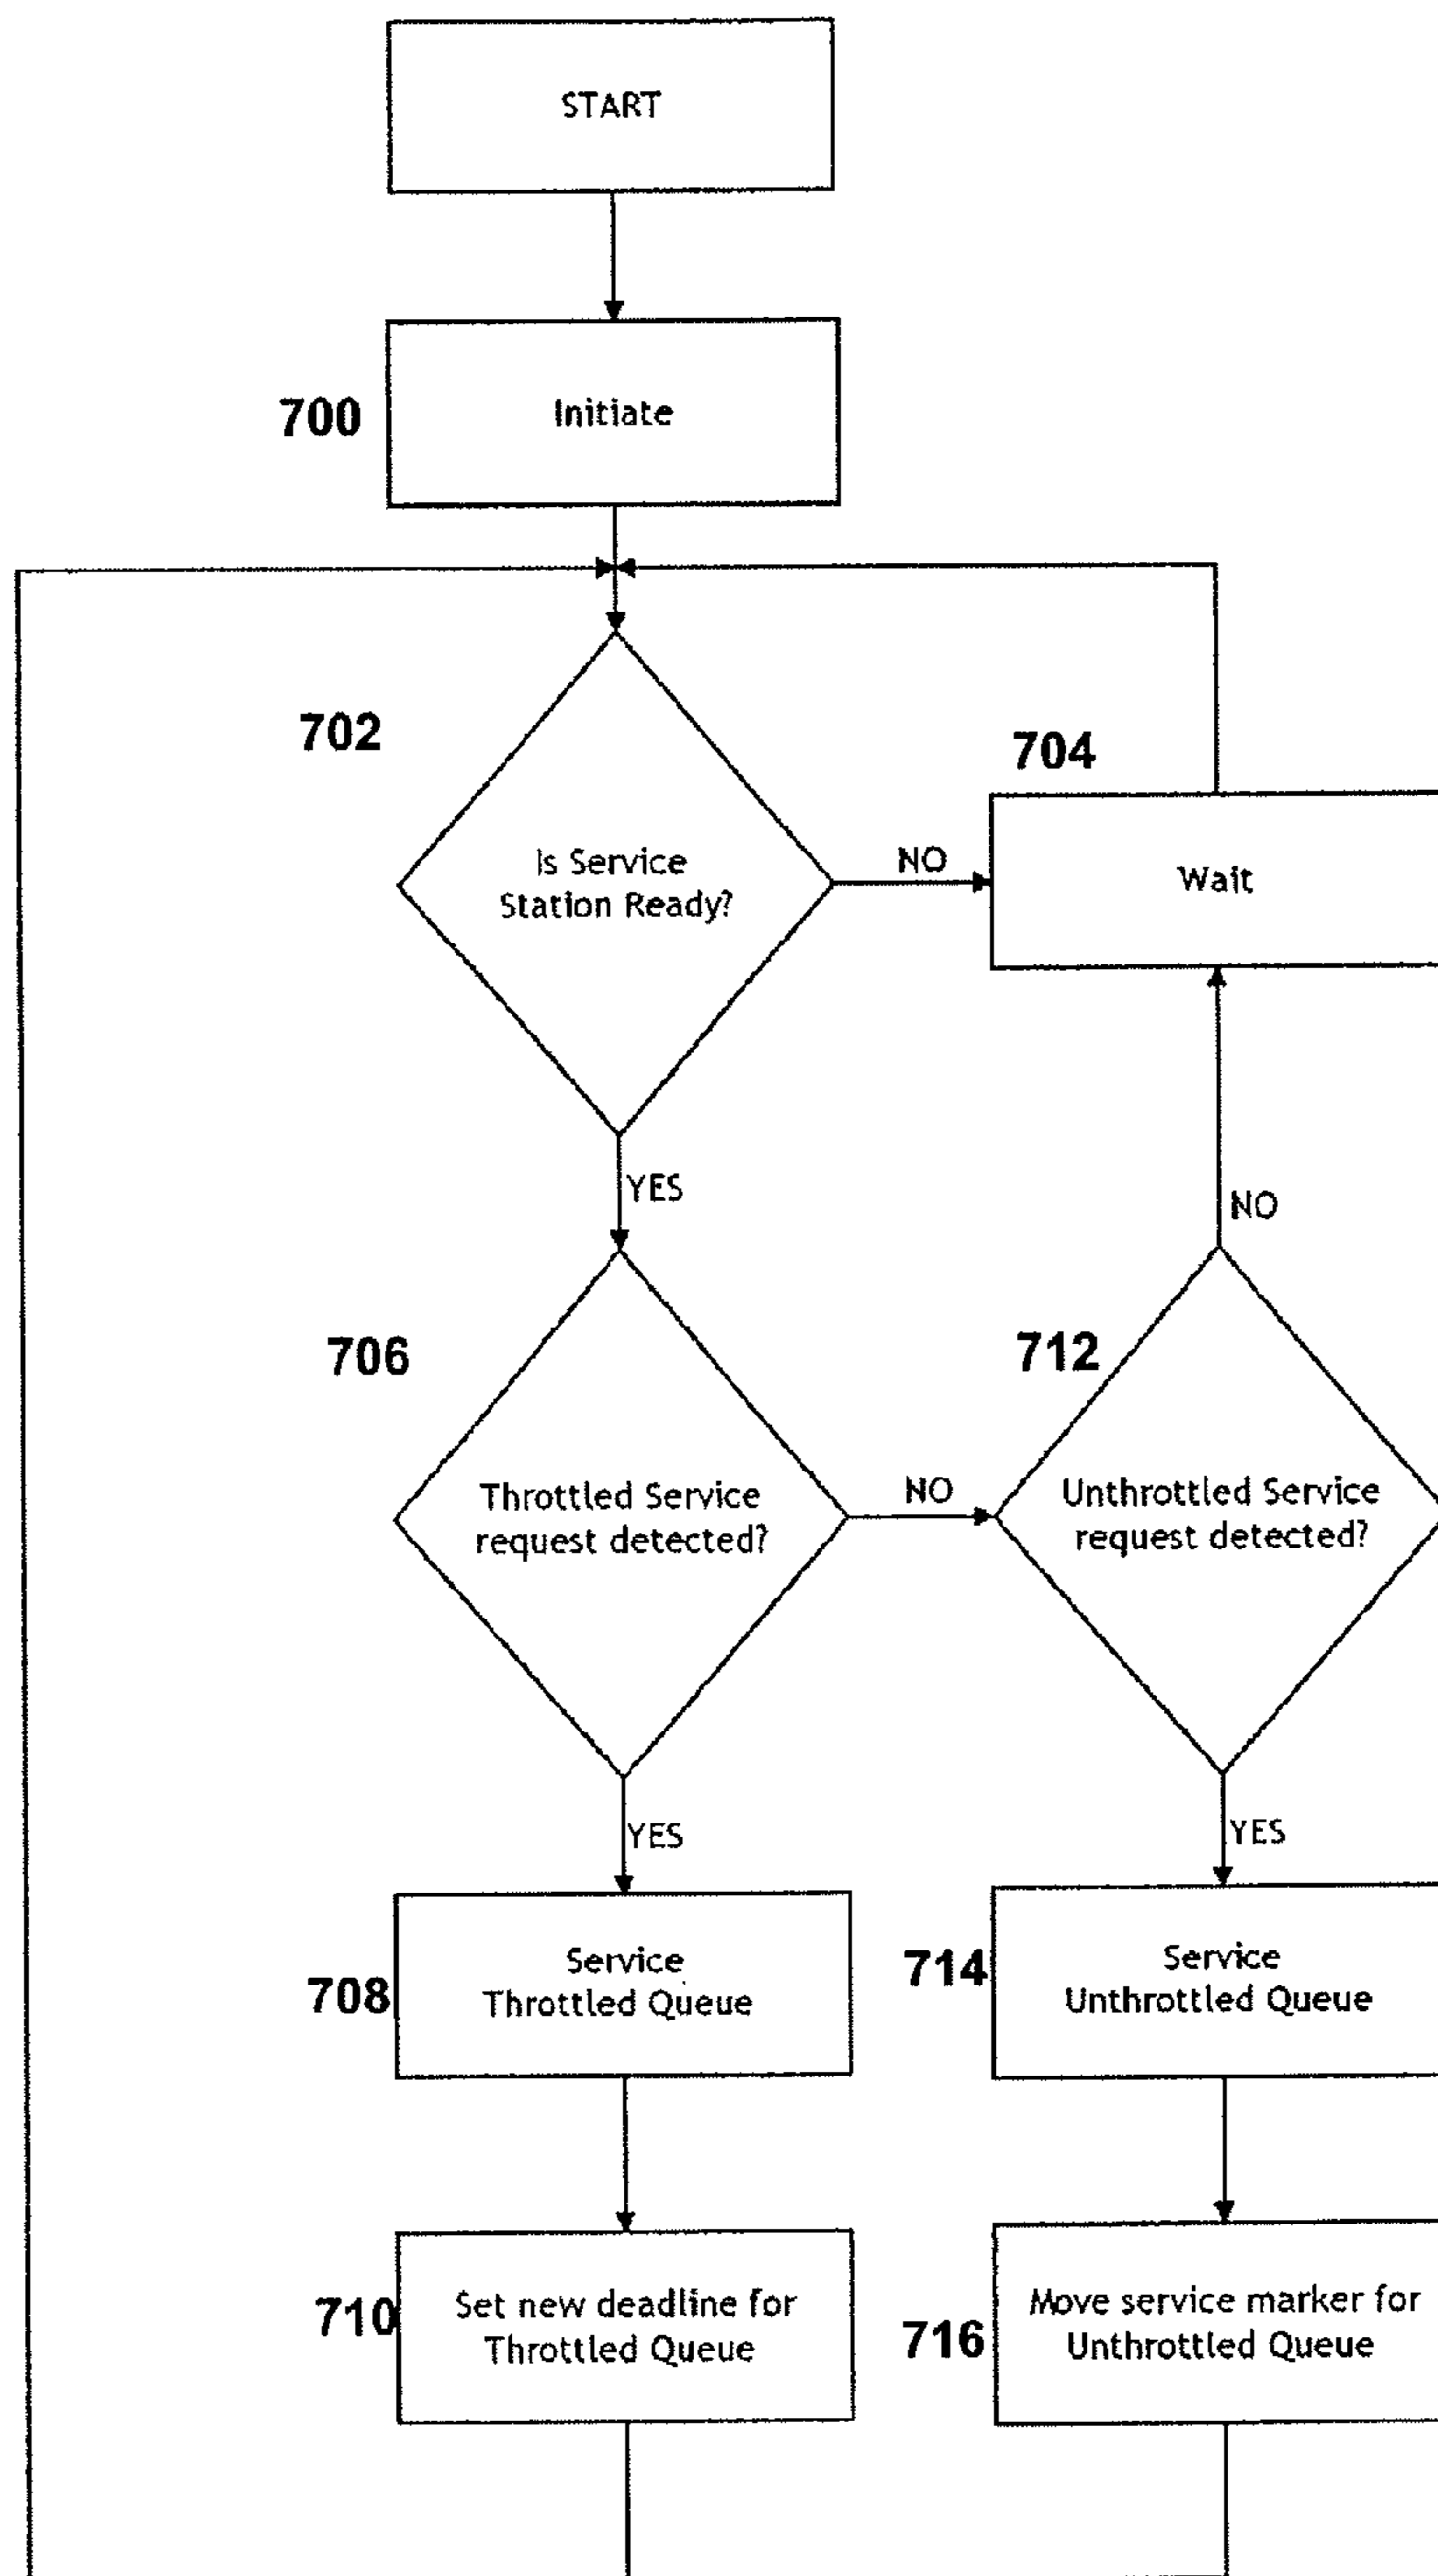 START
700
Initiate
702
704
Is Service
Station Ready?
NO
Wait
YES
NO
706
712
Throttled Service
request detected?
NO
Unthrottled Service
request detected?
YES
YES
708
Service
Throttled Queue
714
Service
Unthrottled Queue
710
Set new deadline for
Throttled Queue
716
Move service marker for
Unthrottled Queue